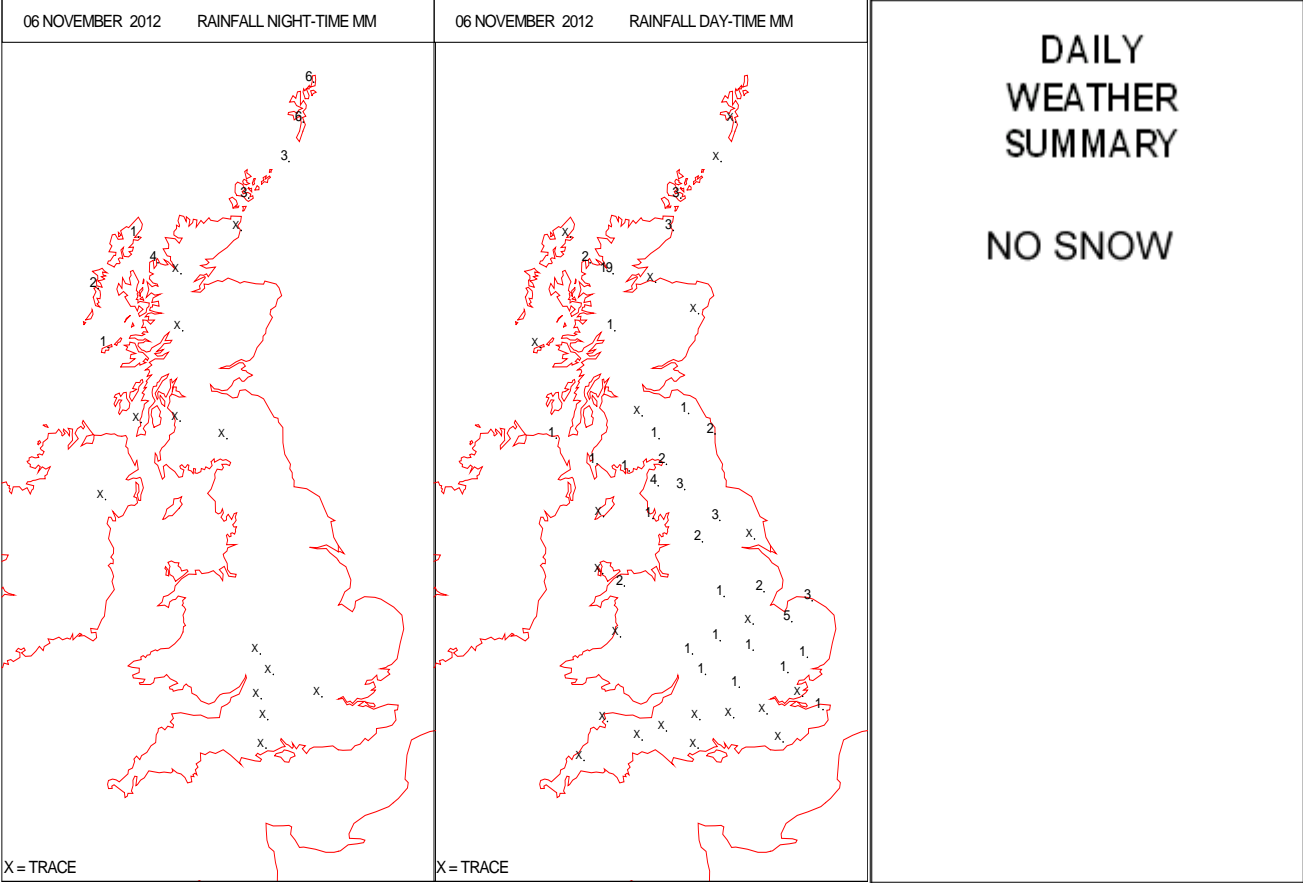 06 NOVEMBER 2012 RAINFALL NIGHT-TIME MM
6.
6.
3.
3.
1. X.
4.
X.
2.
X.
1.
X. X.
X.
X.
X.
X.
X. X.
X.
X.
X = TRACE
06 NOVEMBER 2012 RAINFALL DAY-TIME MM
X.
X.
3.
X. 3.
2.
19.
X.
X.
1.
X.
X. 1.
1. 1. 2.
1. 1. 2.
4. 3.
X. 1. 3.
2. X.
X.
2. 1. 2. 3.
X. 5.
X. 1.
1. 1. 1.
1. 1.
1. X.
1.
X. X. X. X.
X. X. X. X.
X.
X = TRACE
DAILY
WEATHER
SUMMARY
NO SNOW